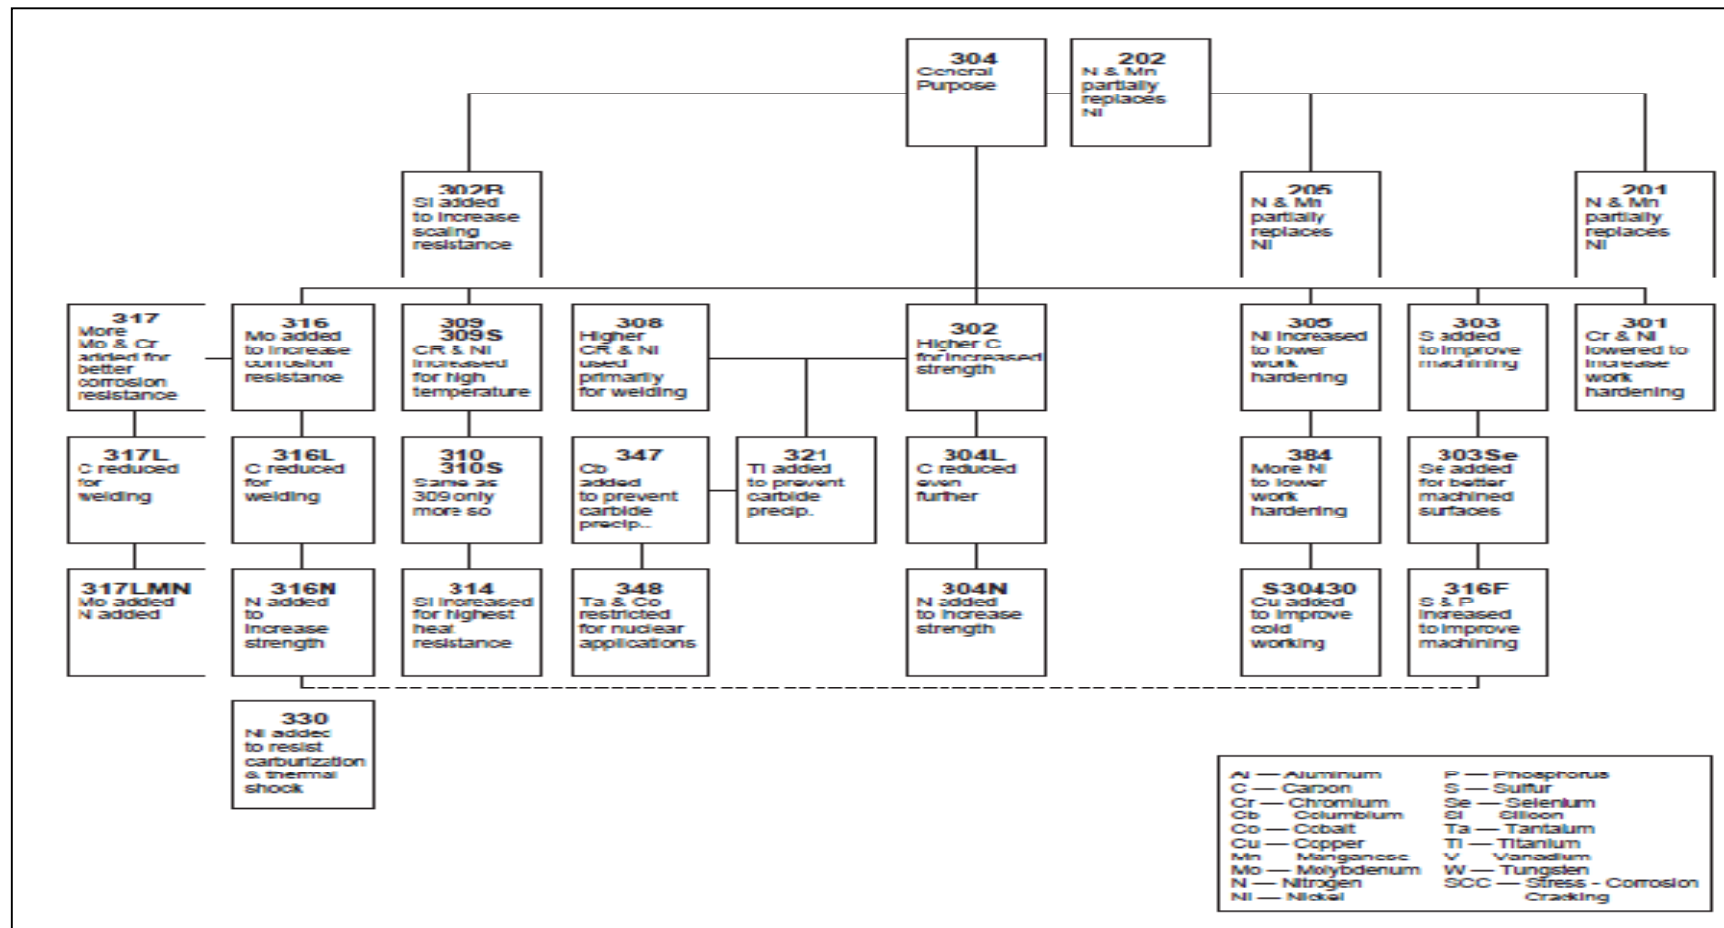 304
General
Purpose
202
N & Mn
partially
replaces
Ni
302B
Si added
to increase
scaling
resistance
205
N & Mn
partially
replaces
Ni
201
N & Mn
partially
replaces
Ni
317
More
Mo & Cr
added for
better
corrosion
resistance
316
Mo added
to increase
corrosion
resistance
309
309S
CR & Ni
increased
for high
temperature
308
Higher
CR & Ni
used
primarily
for welding
302
Higher C
for increased
strength
305
Ni increased
to lower
work
hardening
303
S added
to improve
machining
301
Cr & Ni
lowered to
increase
work
hardening
317L
C reduced
for
welding
316L
C reduced
for
welding
310
310S
Same as
309 only
more so
347
Cb
added
to prevent
carbide
precip..
321
Ti added
to prevent
carbide
precip.
304L
C reduced
even
further
384
More Ni
to lower
work
hardening
303Se
Se added
for better
machined
surfaces
317LMN
Mo added
N added
316N
N added
to
increase
strength
314
Si increased
for highest
heat
resistance
348
Ta & Co
restricted
for nuclear
applications
304N
N added
to increase
strength
S30430
Cu added
to improve
cold
working
316F
S & P
increased
to improve
machining
330
Ni added
to resist
carburization
& thermal
shock
Al — Aluminum
C — Carbon
Cr — Chromium
Cb — Columbium
Co — Cobalt
Cu — Copper
Mn — Manganese
Mo — Molybdenum
N — Nitrogen
Ni — Nickel
P — Phosphorus
S — Sulfur
Se — Selenium
Si — Silicon
Ta — Tantalum
Ti — Titanium
V — Vanadium
W — Tungsten
SCC — Stress - Corrosion
Cracking